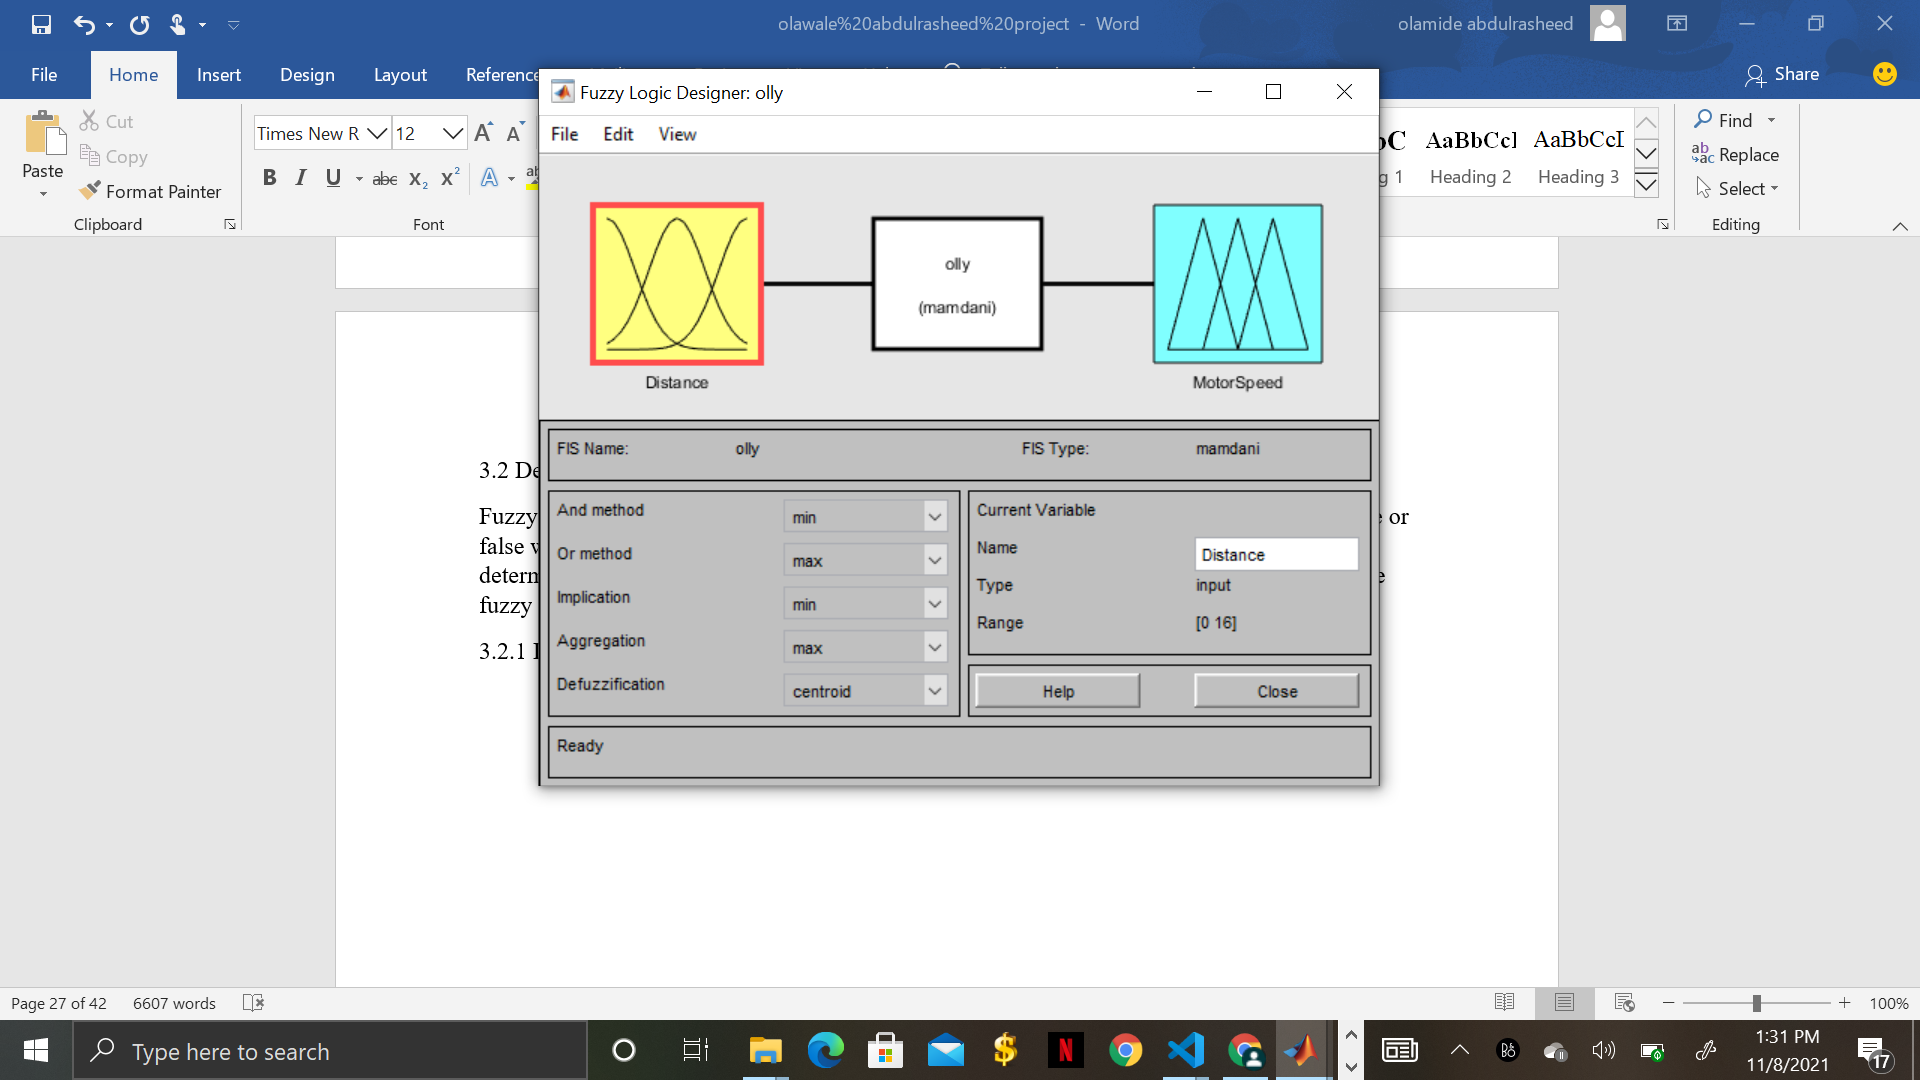 olawale%20abdulrasheed%20project - Word
olamide abdulrasheed
File Home Insert Design Layout Reference
Share
Fuzzy Logic Designer: olly
File Edit View
Paste
Cut
Copy
Format Painter
Clipboard
Times New R 12
B I U abc X2 X2 A ab
Font
AaBbCcI AaBbCcI
g 1 Heading 2 Heading 3
Find
Replace
Select
Editing
olly
(mamdani)
Distance
MotorSpeed
FIS Name: olly FIS Type: mamdani
And method min
Or method max
Implication min
Aggregation max
Defuzzification centroid
Current Variable
Name Distance
Type input
Range [0 16]
Help Close
Ready
3.2 De
Fuzzy
or
false
determ
e
fuzzy
3.2.1
Page 27 of 42 6607 words
100%
Type here to search
1:31 PM
11/8/2021
17